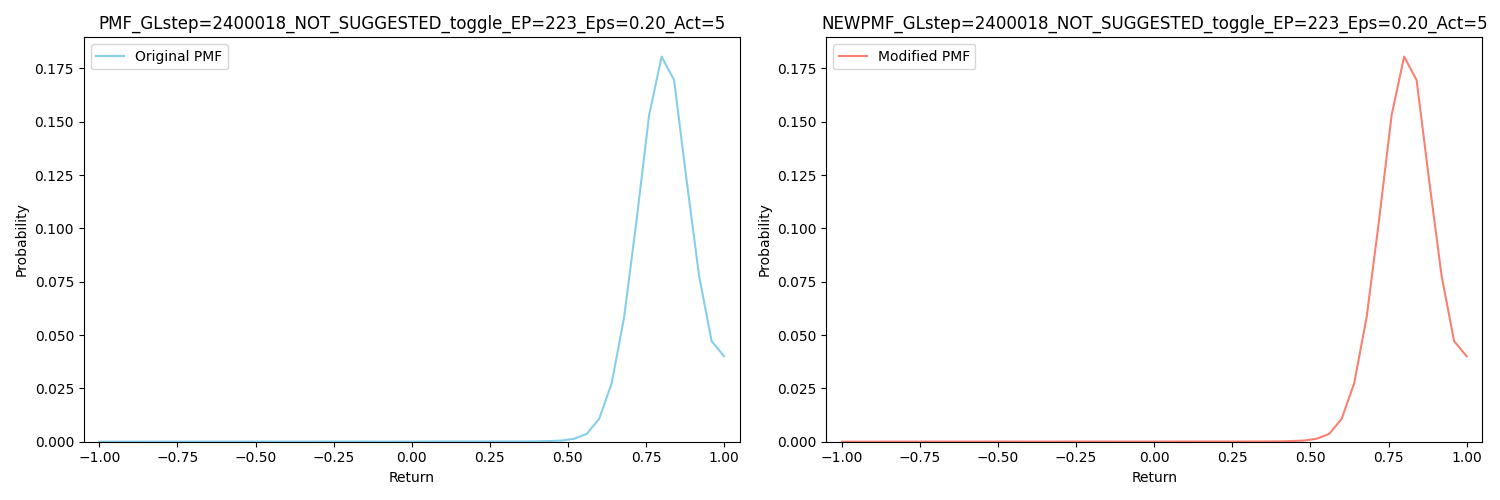 PMF_GLstep=2400018_NOT_SUGGESTED_toggle_EP=223_Eps=0.20_Act=5
Original PMF
Probability
0.175
0.150
0.125
0.100
0.075
0.050
0.025
0.000
−1.00 −0.75 −0.50 −0.25 0.00 0.25 0.50 0.75 1.00
Return
NEWPMF_GLstep=2400018_NOT_SUGGESTED_toggle_EP=223_Eps=0.20_Act=5
Modified PMF
Probability
0.175
0.150
0.125
0.100
0.075
0.050
0.025
0.000
−1.00 −0.75 −0.50 −0.25 0.00 0.25 0.50 0.75 1.00
Return